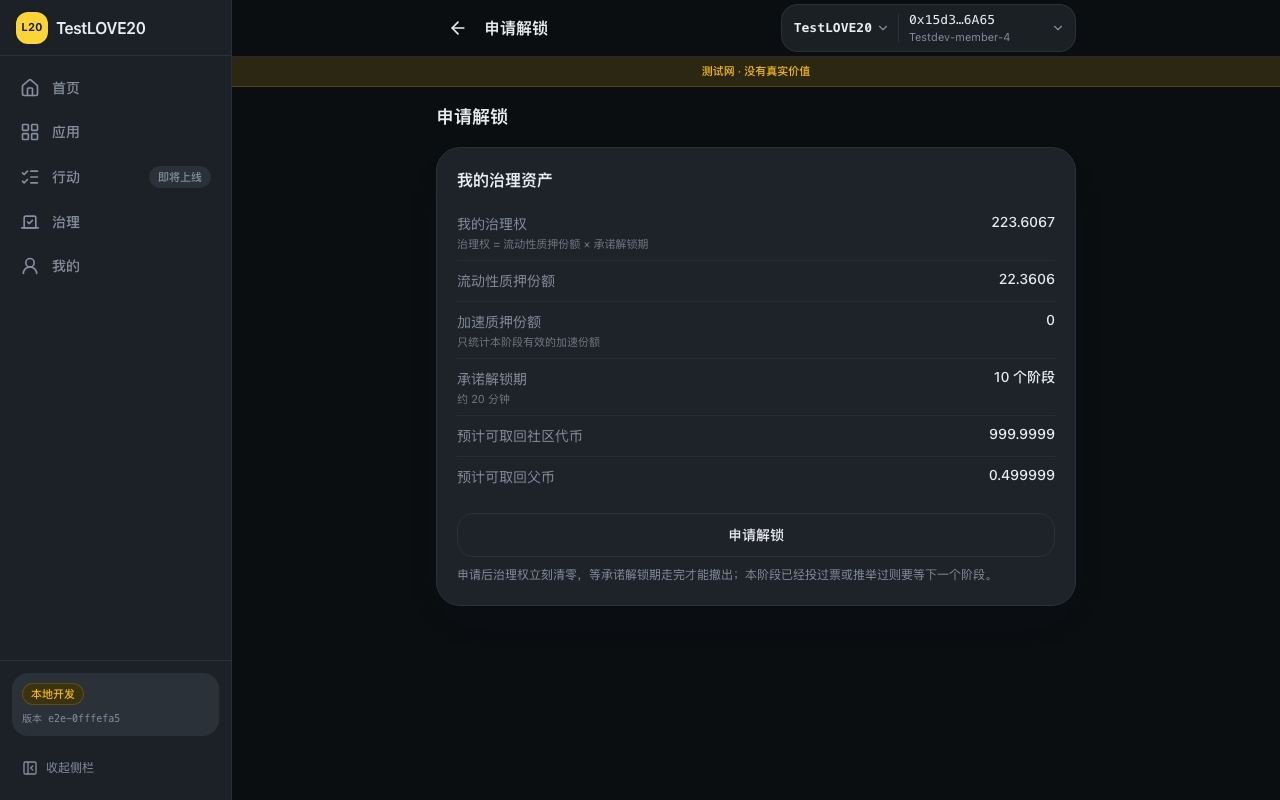 L20 TestLOVE20
首页
应用
行动 即将上线
治理
我的
本地开发
版本 e2e-0fffefa5
收起侧栏
申请解锁
TestLOVE20
0x15d3…6A65
Testdev-member-4
测试网 · 没有真实价值
申请解锁
我的治理资产
我的治理权 223.6067
治理权 = 流动性质押份额 × 承诺解锁期
流动性质押份额 22.3606
加速质押份额 0
只统计本阶段有效的加速份额
承诺解锁期 10 个阶段
约 20 分钟
预计可取回社区代币 999.9999
预计可取回父币 0.499999
申请解锁
申请后治理权立刻清零，等承诺解锁期走完才能撤出；本阶段已经投过票或推举过则要等下一个阶段。